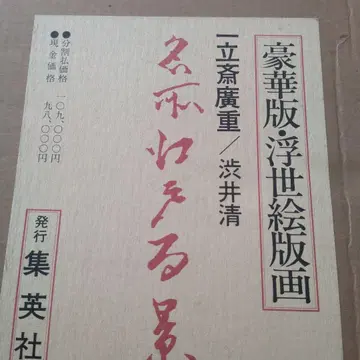 豪華版・浮世絵版画
一立斎廣重／渋井清
名所江戸百景
●分割払価格 一〇九、〇〇〇円
●現金価格 九八、〇〇〇円
発行 集英社